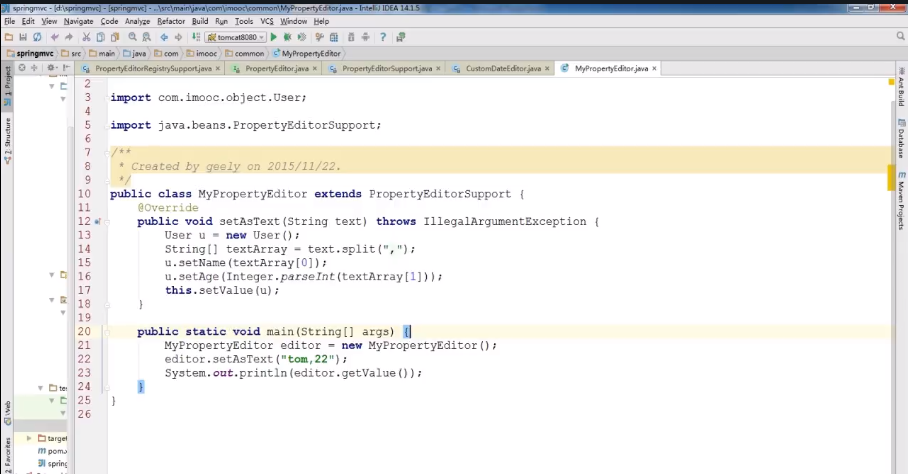 springmvc - [d:\springmvc] - [springmvc] - ...\src\main\java\com\imooc\common\MyPropertyEditor.java - IntelliJ IDEA 14.1.5
File Edit View Navigate Code Analyze Refactor Build Run Tools VCS Window Help
tomcat8080
springmvc src main java com imooc common MyPropertyEditor
PropertyEditorRegistrySupport.java PropertyEditor.java PropertyEditorSupport.java CustomDateEditor.java MyPropertyEditor.java
1: Project
7: Structure
Web
2: Favorites
Ant Build
Database
Maven Projects
te
target
pom.x
spring
2
3 import com.imooc.object.User;
4
5 import java.beans.PropertyEditorSupport;
6
7 /**
8 * Created by geely on 2015/11/22.
9 */
10 public class MyPropertyEditor extends PropertyEditorSupport {
11 @Override
12 public void setAsText(String text) throws IllegalArgumentException {
13 User u = new User();
14 String[] textArray = text.split(",");
15 u.setName(textArray[0]);
16 u.setAge(Integer.parseInt(textArray[1]));
17 this.setValue(u);
18 }
19
20 public static void main(String[] args) {
21 MyPropertyEditor editor = new MyPropertyEditor();
22 editor.setAsText("tom,22");
23 System.out.println(editor.getValue());
24 }
25 }
26